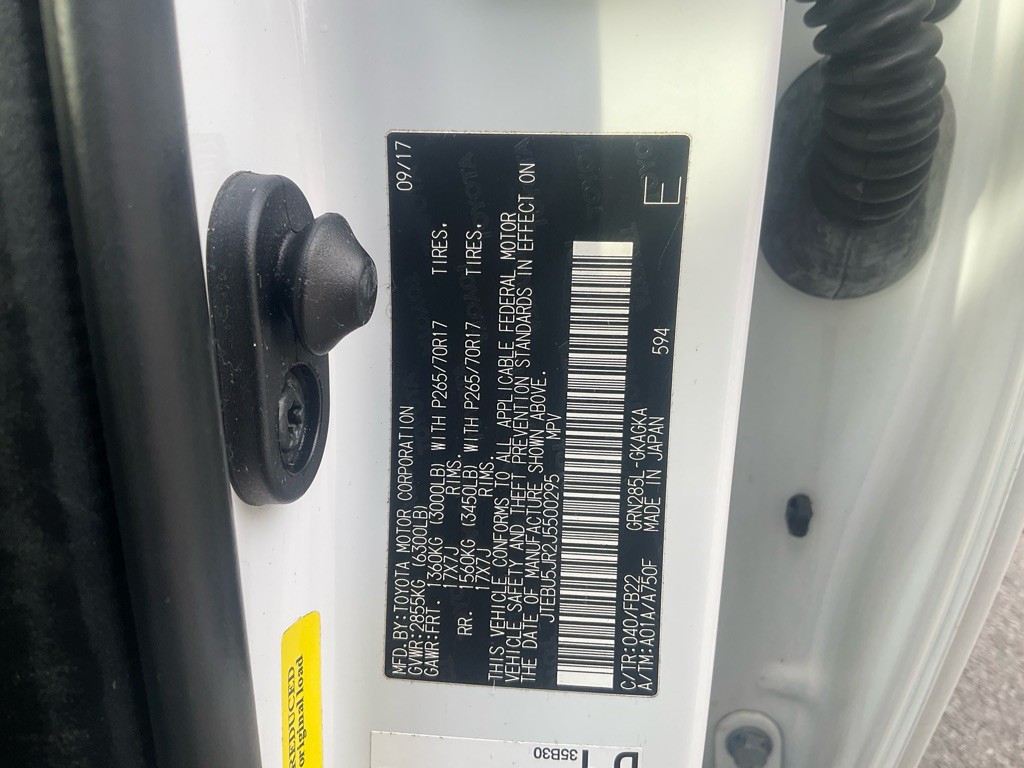 MFD.BY:TOYOTA MOTOR CORPORATION 09/17
GVWR:2855KG (6300LB)
GAWR:FRT. 1360KG (3000LB) WITH P265/70R17 TIRES.
17X7J RIMS.
RR. 1560KG (3450LB) WITH P265/70R17 TIRES.
17X7J RIMS
THIS VEHICLE CONFORMS TO ALL APPLICABLE FEDERAL MOTOR
VEHICLE SAFETY AND THEFT PREVENTION STANDARDS IN EFFECT ON
THE DATE OF MANUFACTURE SHOWN ABOVE.
JTEBU5JR2J5500295 MPV
C/TR:040/FB22 GRN285L-GKAGKA 594
A/TM:A01A/A750F MADE IN JAPAN E
REDUCED
original load
35B30